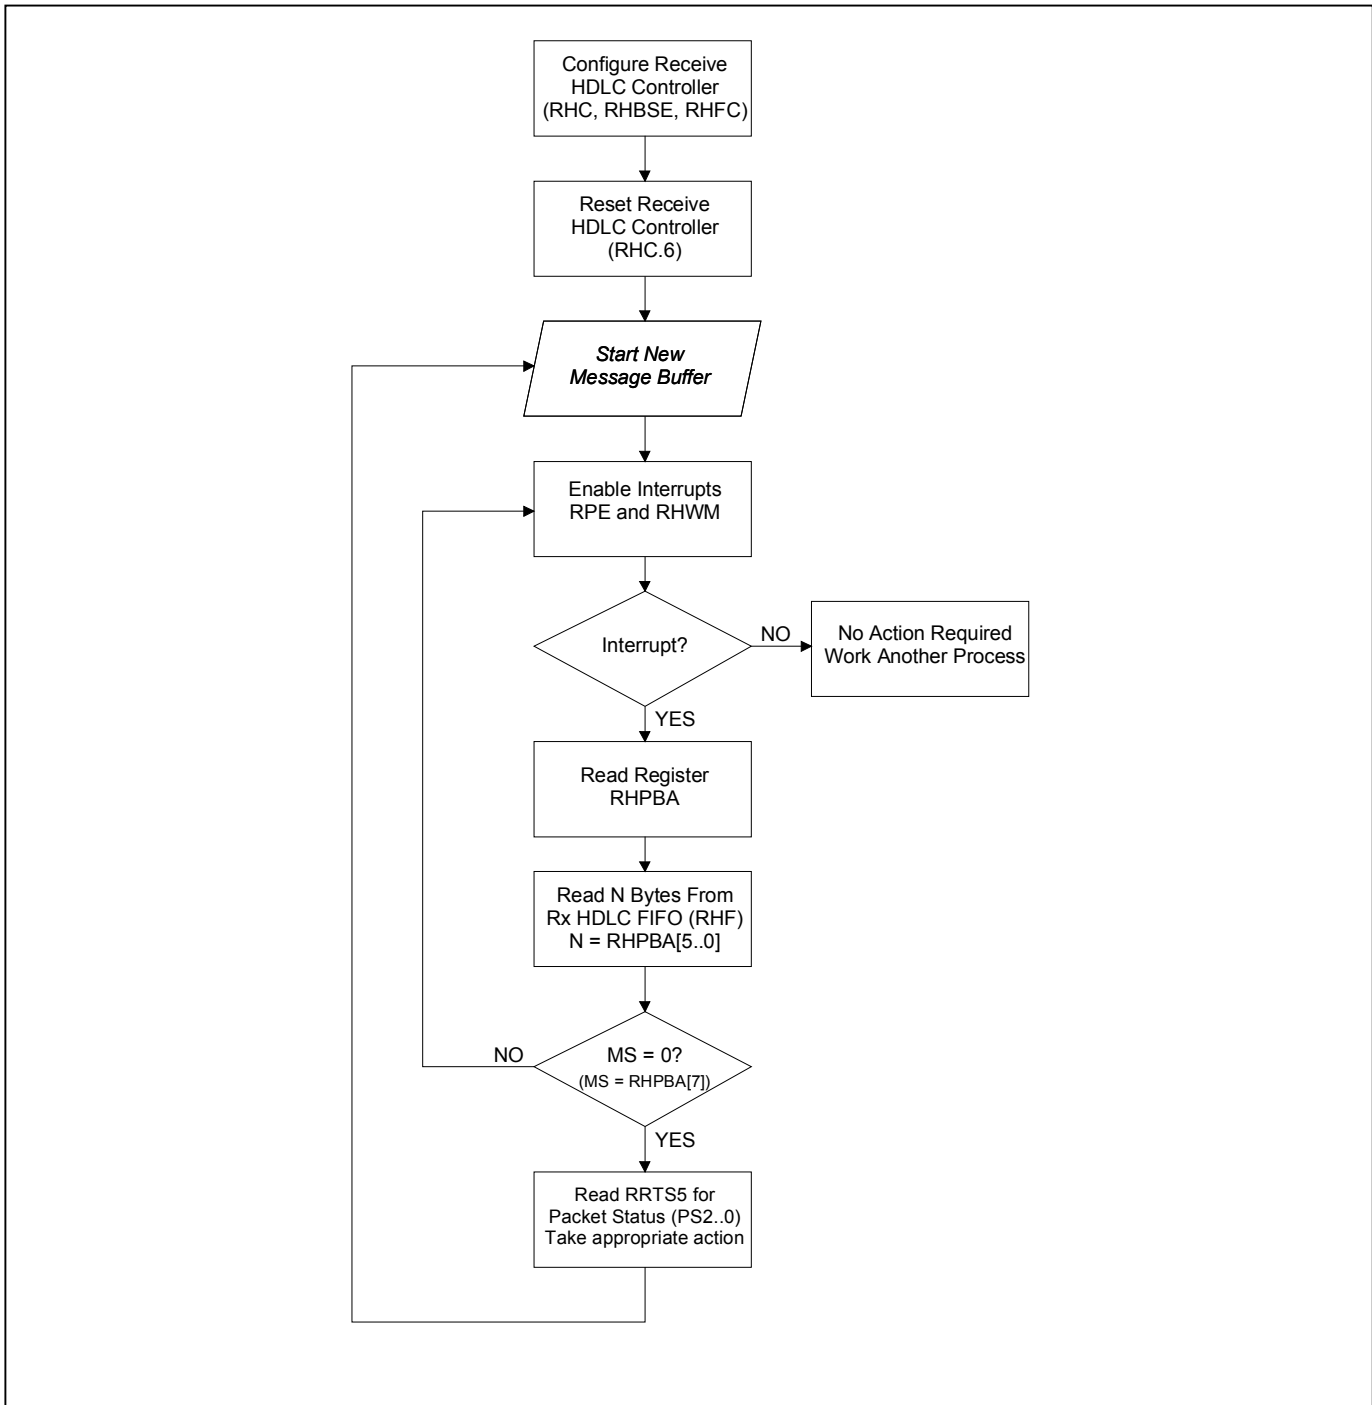 Configure Receive
HDLC Controller
(RHC, RHBSE, RHFC)
Reset Receive
HDLC Controller
(RHC.6)
Start New
Message Buffer
Enable Interrupts
RPE and RHWM
Interrupt?
NO
No Action Required
Work Another Process
YES
Read Register
RHPBA
Read N Bytes From
Rx HDLC FIFO (RHF)
N = RHPBA[5..0]
NO
MS = 0?
(MS = RHPBA[7])
YES
Read RRTS5 for
Packet Status (PS2..0)
Take appropriate action